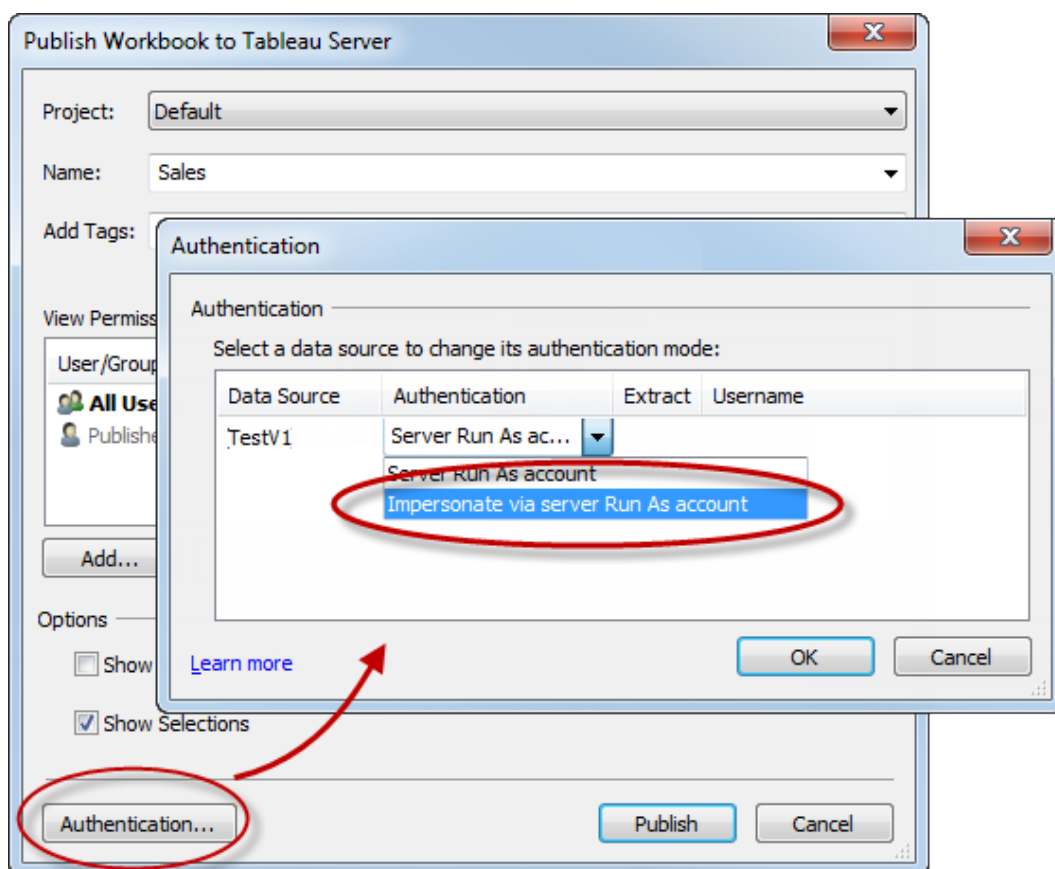 Publish Workbook to Tableau Server
Project: Default
Name: Sales
Add Tags:
Authentication
Authentication
Select a data source to change its authentication mode:
Data Source Authentication Extract Username
TestV1 Server Run As ac...
Server Run As account
Impersonate via server Run As account
Learn more
OK Cancel
View Permiss
User/Group
All Use
Publishe
Add...
Options
Show
Show Selections
Authentication... Publish Cancel